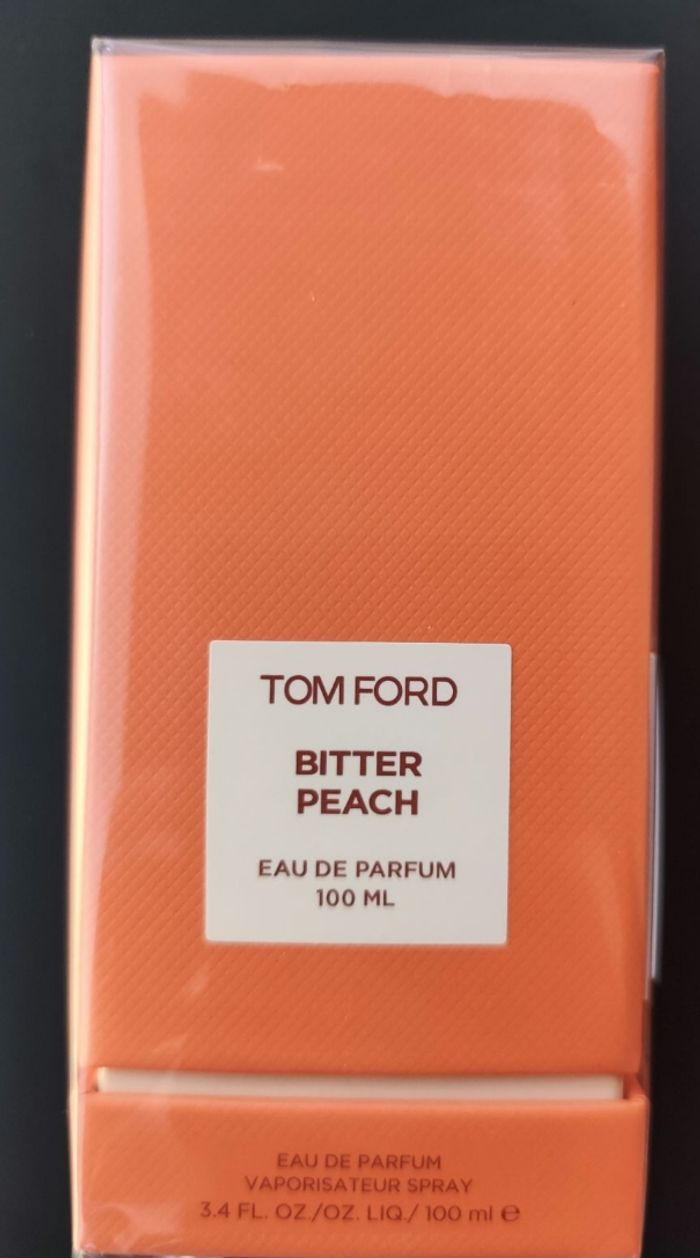 TOM FORD
BITTER
PEACH
EAU DE PARFUM
100 ML
EAU DE PARFUM
VAPORISATEUR SPRAY
3.4 FL. OZ./OZ. LIQ./ 100 ml ℮